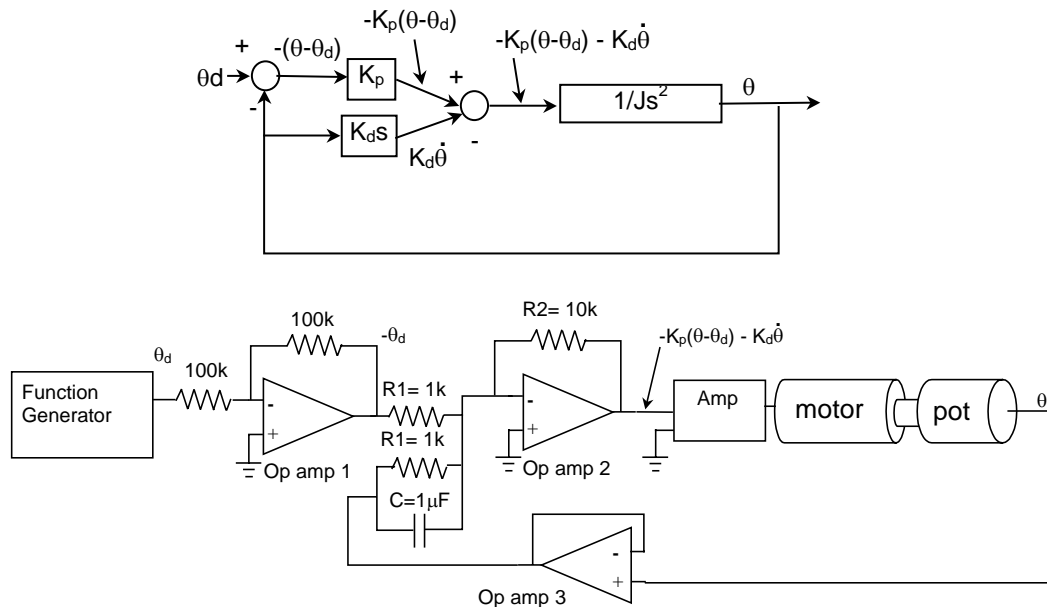 -Kp(θ-θd)
-Kp(θ-θd) - Kdθ̇
+
-(θ-θd)
+
θd
Kp
1/Js²
θ
-
Kds
-
Kdθ̇
R2= 10k
100k
-θd
-Kp(θ-θd) - Kdθ̇
θd
100k
Function
Generator
R1= 1k
-
-
Amp
motor
pot
θ
+
+
R1= 1k
Op amp 1
Op amp 2
C=1μF
-
+
Op amp 3